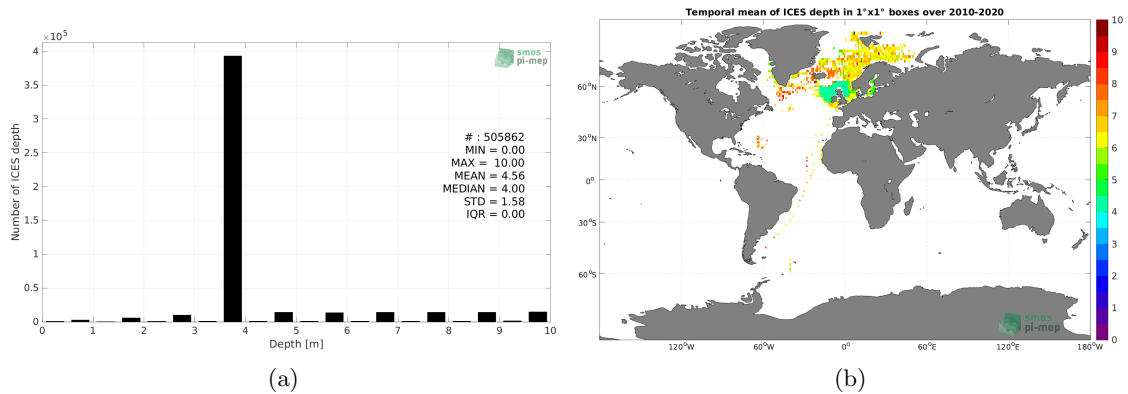 ×10⁵
smos
pi-mep
4
3.5
3
2.5
2
1.5
1
0.5
0
Number of ICES depth
# : 505862
MIN = 0.00
MAX = 10.00
MEAN = 4.56
MEDIAN = 4.00
STD = 1.58
IQR = 0.00
0 1 2 3 4 5 6 7 8 9 10
Depth [m]
(a)
Temporal mean of ICES depth in 1°x1° boxes over 2010-2020
60°N
30°N
0°
30°S
60°S
120°W 60°W 0° 60°E 120°E 180°W
smos
pi-mep
10
9
8
7
6
5
4
3
2
1
0
(b)